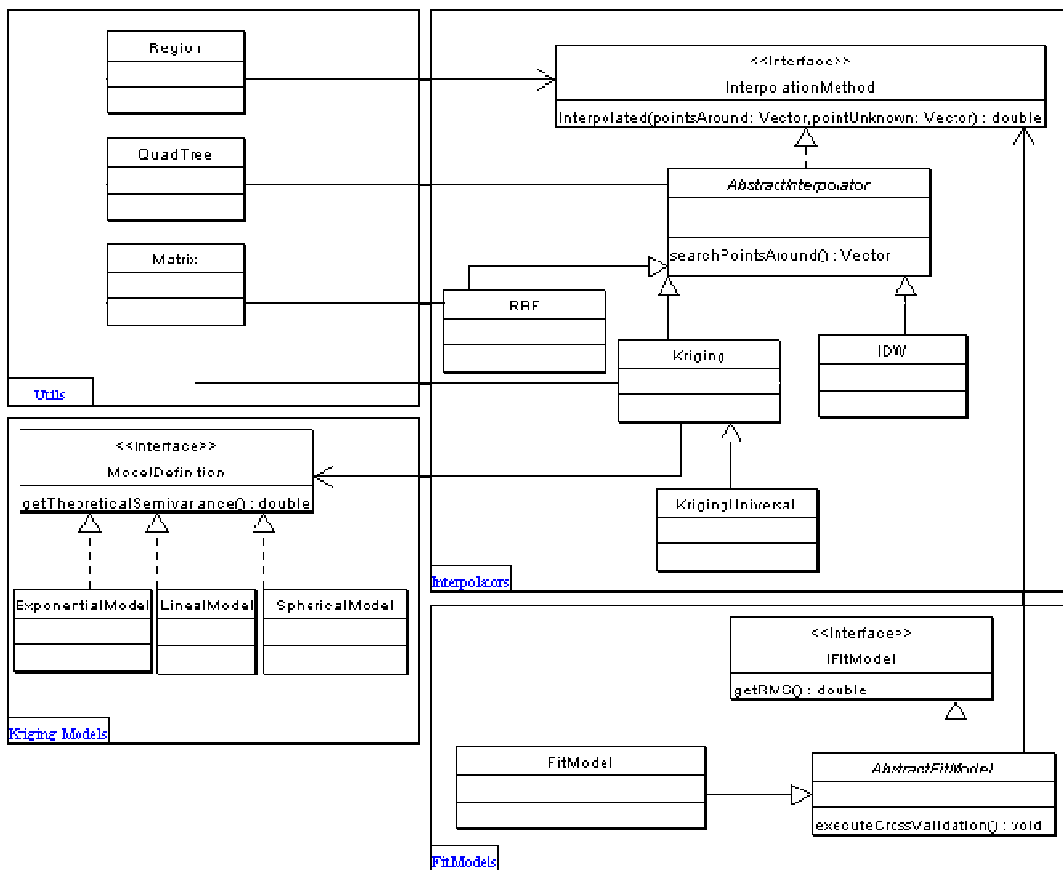 Region
QuadTree
Matrix
Utils
<<Interface>>
InterpolationMethod
Interpolated(pointsAround: Vector,pointUnknown: Vector) : double
AbstractInterpolator
searchPointsAround() : Vector
RBF
Kriging
IDW
KrigingUniversal
Interpolators
<<Interface>>
ModelDefinition
getTheoreticalSemivariance() : double
ExponentialModel
LinealModel
SphericalModel
Kriging Models
<<Interface>>
IFitModel
getRMS() : double
FitModel
AbstractFitModel
executeCrossValidation() : void
FitModels